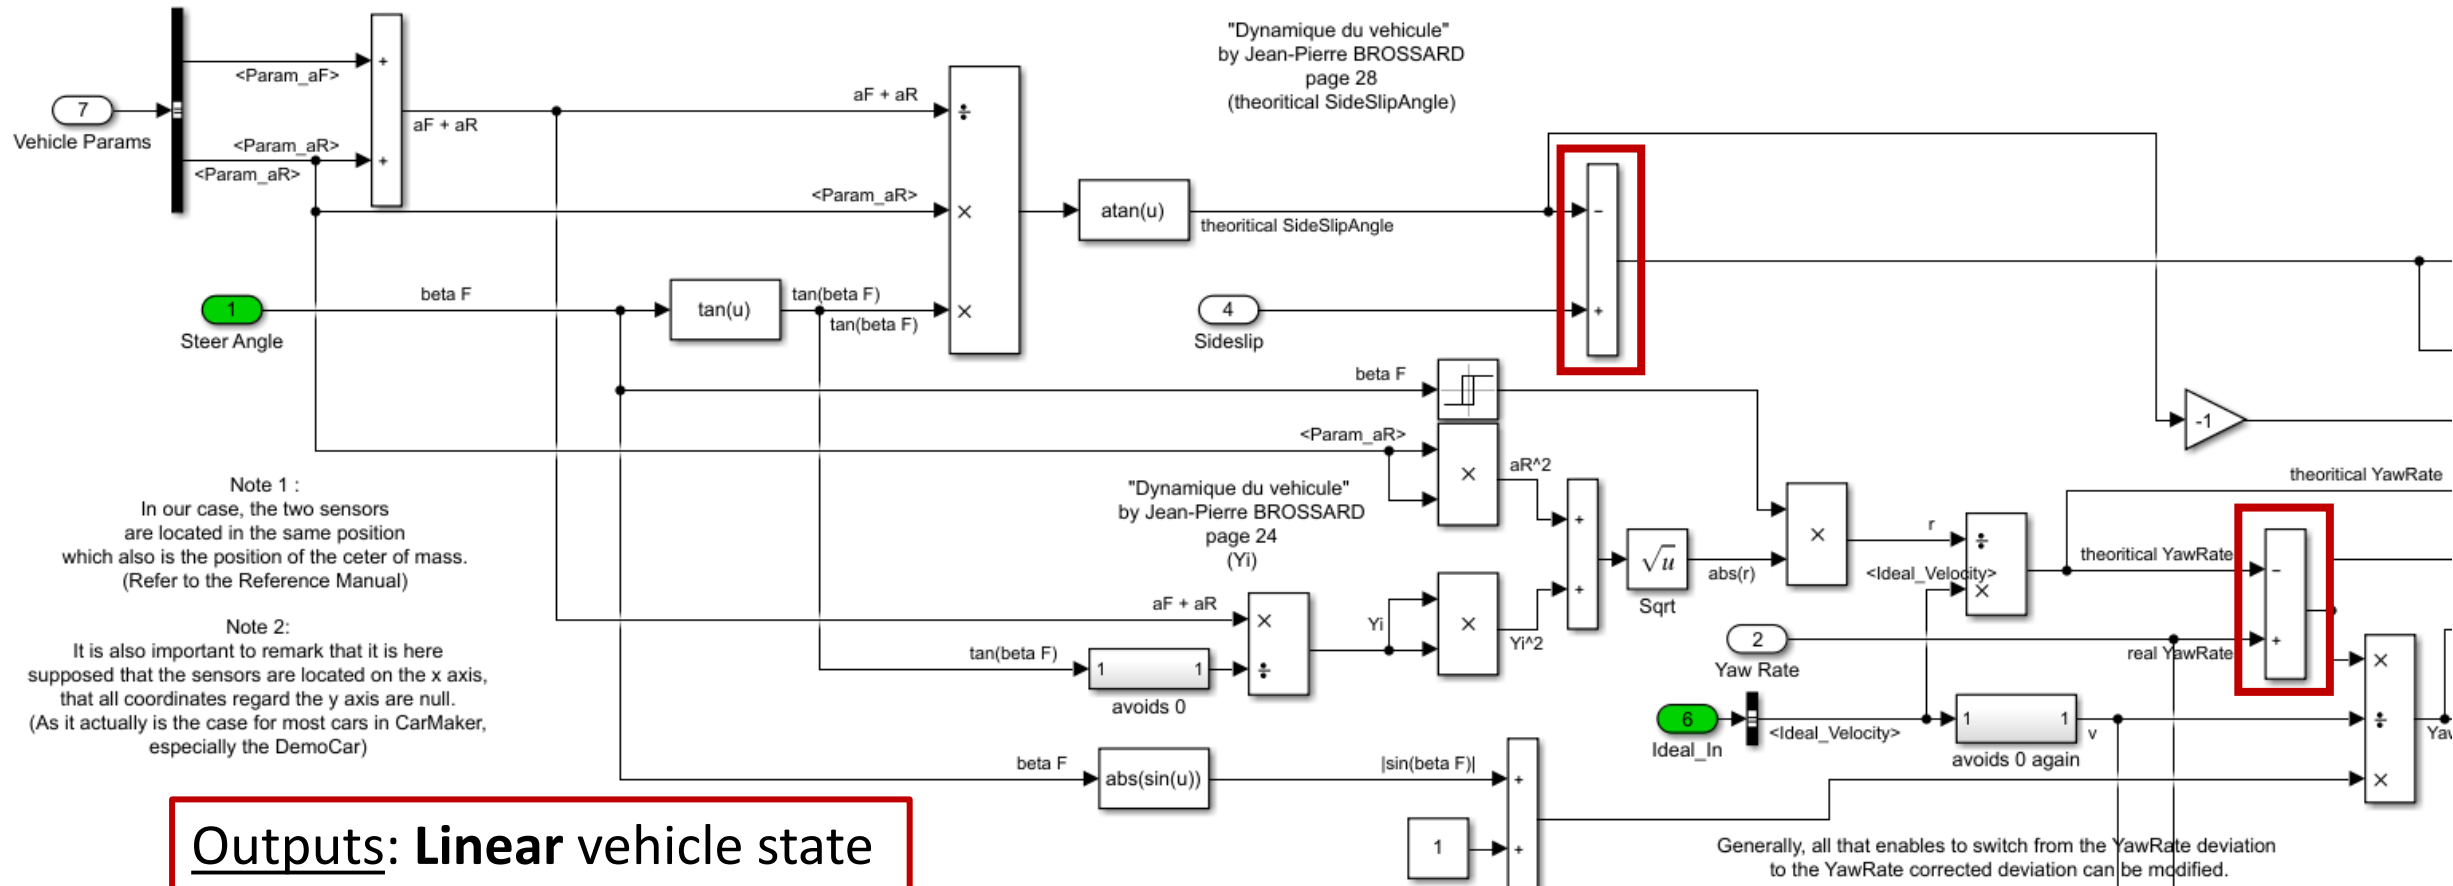 "Dynamique du vehicule"
by Jean-Pierre BROSSARD
page 28
(theoritical SideSlipAngle)
7
Vehicle Params
<Param_aF>
<Param_aR>
<Param_aR>
+
+
aF + aR
aF + aR
<Param_aR>
÷
×
×
atan(u)
theoritical SideSlipAngle
−
+
1
Steer Angle
beta F
tan(u)
tan(beta F)
tan(beta F)
4
Sideslip
beta F
-1
<Param_aR>
×
aR^2
"Dynamique du vehicule"
by Jean-Pierre BROSSARD
page 24
(Yi)
Note 1 :
In our case, the two sensors
are located in the same position
which also is the position of the ceter of mass.
(Refer to the Reference Manual)
Note 2:
It is also important to remark that it is here
supposed that the sensors are located on the x axis,
that all coordinates regard the y axis are null.
(As it actually is the case for most cars in CarMaker,
especially the DemoCar)
aF + aR
tan(beta F)
1 1
avoids 0
×
÷
Yi
×
Yi^2
+
+
√u
Sqrt
abs(r)
×
r
<Ideal_Velocity>
÷
×
theoritical YawRate
theoritical YawRate
−
+
2
Yaw Rate
real YawRate
6
Ideal_In
<Ideal_Velocity>
1 1
avoids 0 again
v
×
÷
×
Yaw
beta F
abs(sin(u))
|sin(beta F)|
+
+
1
Generally, all that enables to switch from the YawRate deviation
to the YawRate corrected deviation can be modified.
Outputs: Linear vehicle state